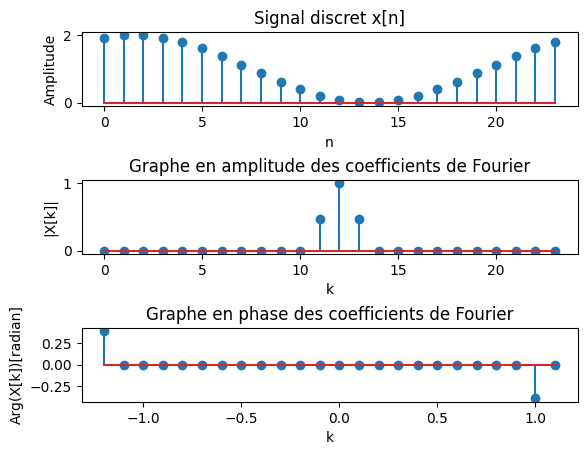 Signal discret x[n]
2
0
Amplitude
0 5 10 15 20
n
Graphe en amplitude des coefficients de Fourier
1
0
|X[k]|
0 5 10 15 20
k
Graphe en phase des coefficients de Fourier
0.25
0.00
−0.25
Arg(X[k])[radian]
−1.0 −0.5 0.0 0.5 1.0
k